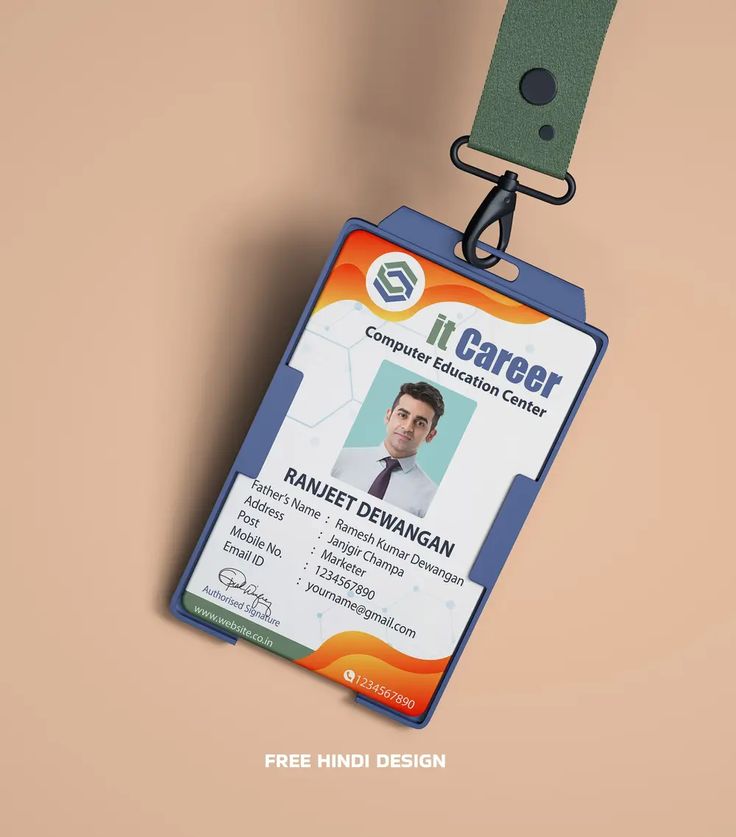 it Career
Computer Education Center
RANJEET DEWANGAN
Father's Name : Ramesh Kumar Dewangan
Address : Janjgir Champa
Post : Marketer
Mobile No. : 1234567890
Email ID : yourname@gmail.com
Authorised Signature
www.website.co.in
1234567890
FREE HINDI DESIGN